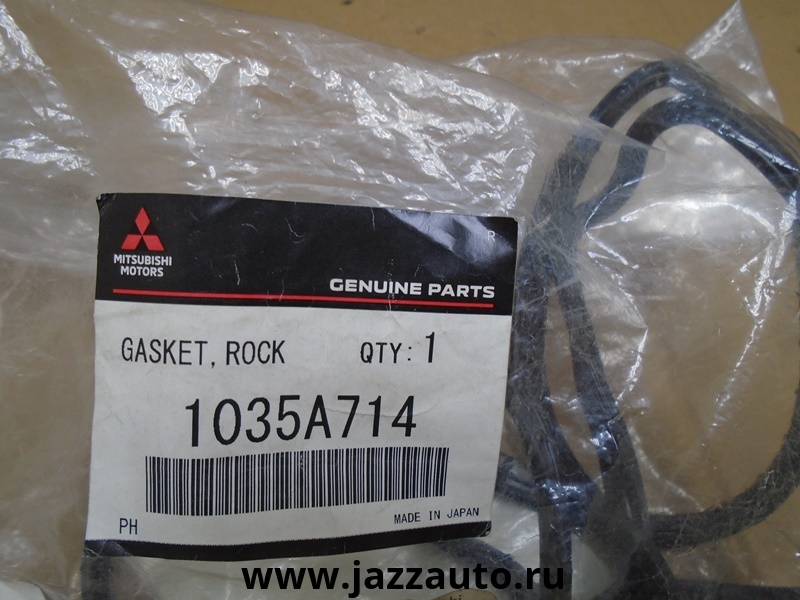 R
MITSUBISHI
MOTORS
GENUINE PARTS
GASKET, ROCK QTY: 1
1035A714
PH MADE IN JAPAN
www.jazzauto.ru